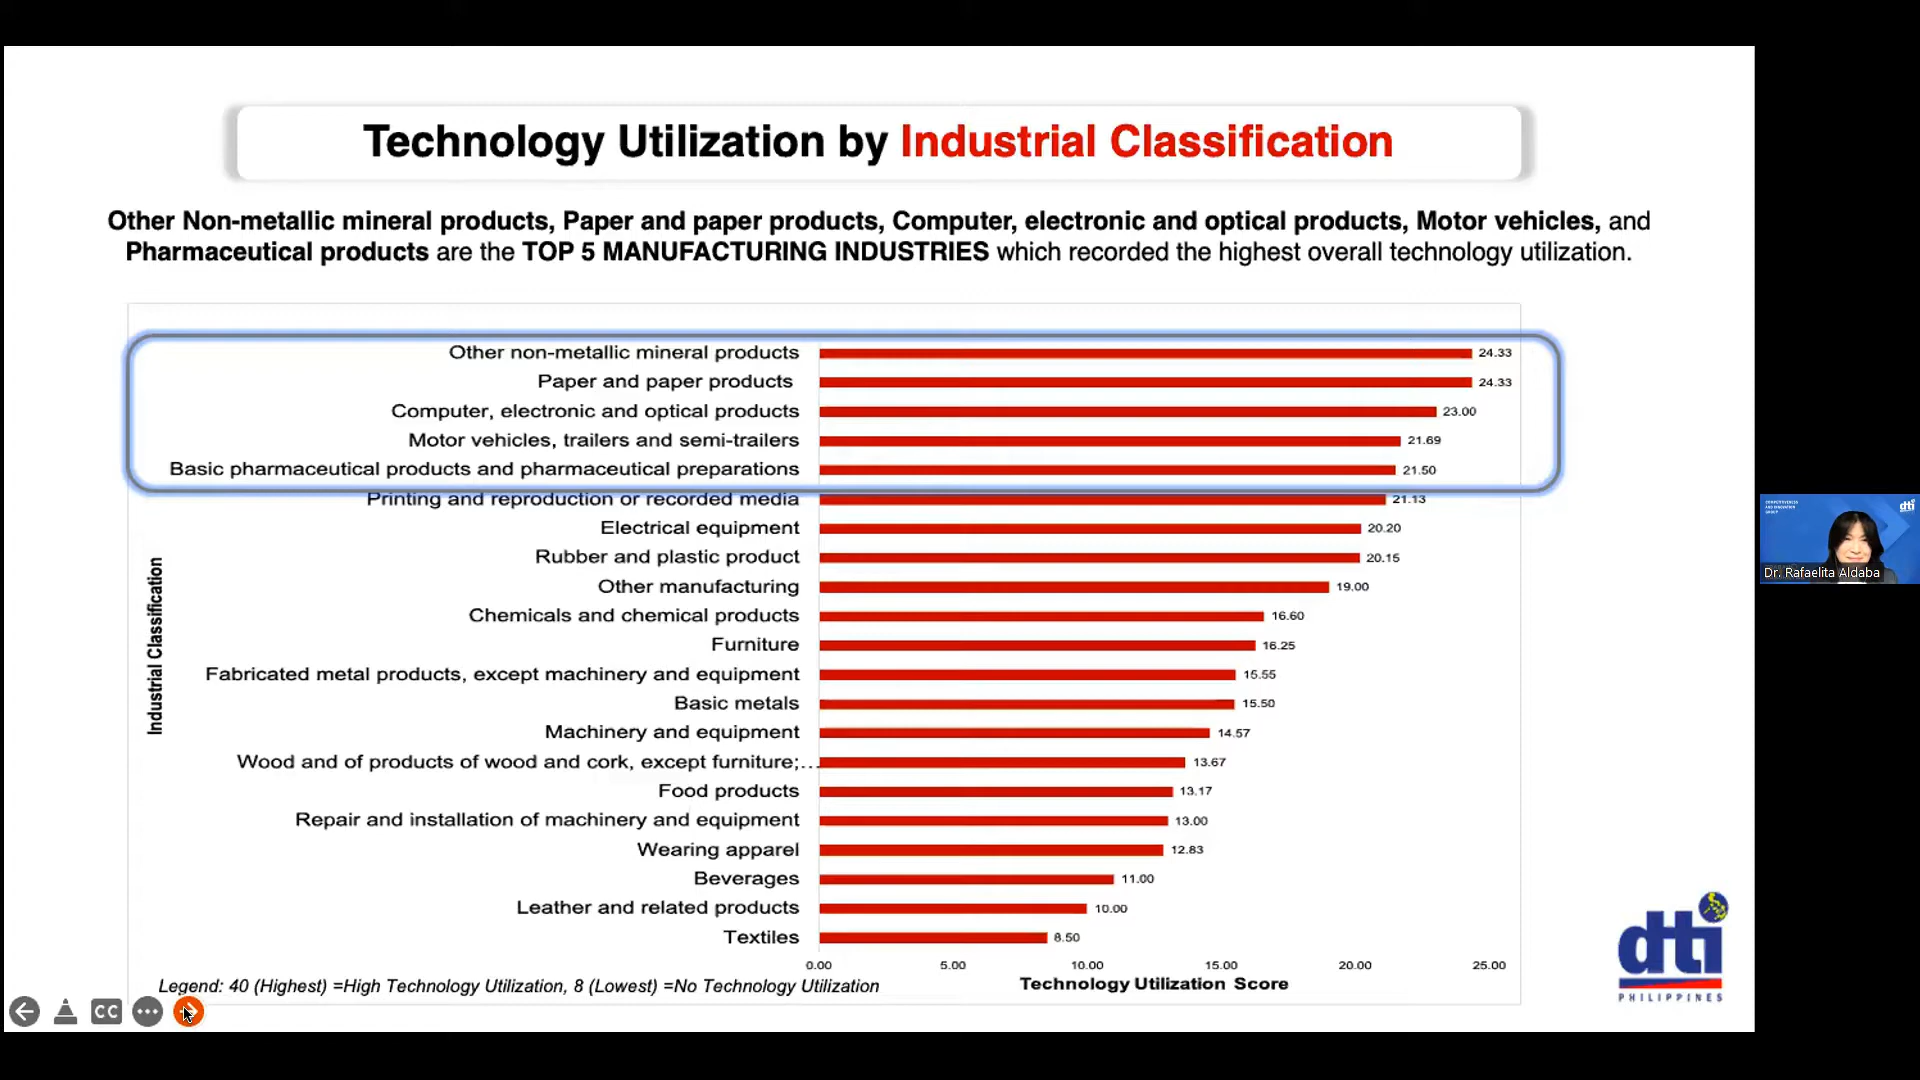 Technology Utilization by Industrial Classification
Other Non-metallic mineral products, Paper and paper products, Computer, electronic and optical products, Motor vehicles, and
Pharmaceutical products are the TOP 5 MANUFACTURING INDUSTRIES which recorded the highest overall technology utilization.
Industrial Classification
Other non-metallic mineral products 24.33
Paper and paper products 24.33
Computer, electronic and optical products 23.00
Motor vehicles, trailers and semi-trailers 21.69
Basic pharmaceutical products and pharmaceutical preparations 21.50
Printing and reproduction or recorded media 21.13
Electrical equipment 20.20
Rubber and plastic product 20.15
Other manufacturing 19.00
Chemicals and chemical products 16.60
Furniture 16.25
Fabricated metal products, except machinery and equipment 15.55
Basic metals 15.50
Machinery and equipment 14.57
Wood and of products of wood and cork, except furniture;... 13.67
Food products 13.17
Repair and installation of machinery and equipment 13.00
Wearing apparel 12.83
Beverages 11.00
Leather and related products 10.00
Textiles 8.50
0.00 5.00 10.00 15.00 20.00 25.00
Technology Utilization Score
Legend: 40 (Highest) =High Technology Utilization, 8 (Lowest) =No Technology Utilization
CC
dti
PHILIPPINES
COMPETITIVENESS
AND INNOVATION
GROUP
dti
Dr. Rafaelita Aldaba